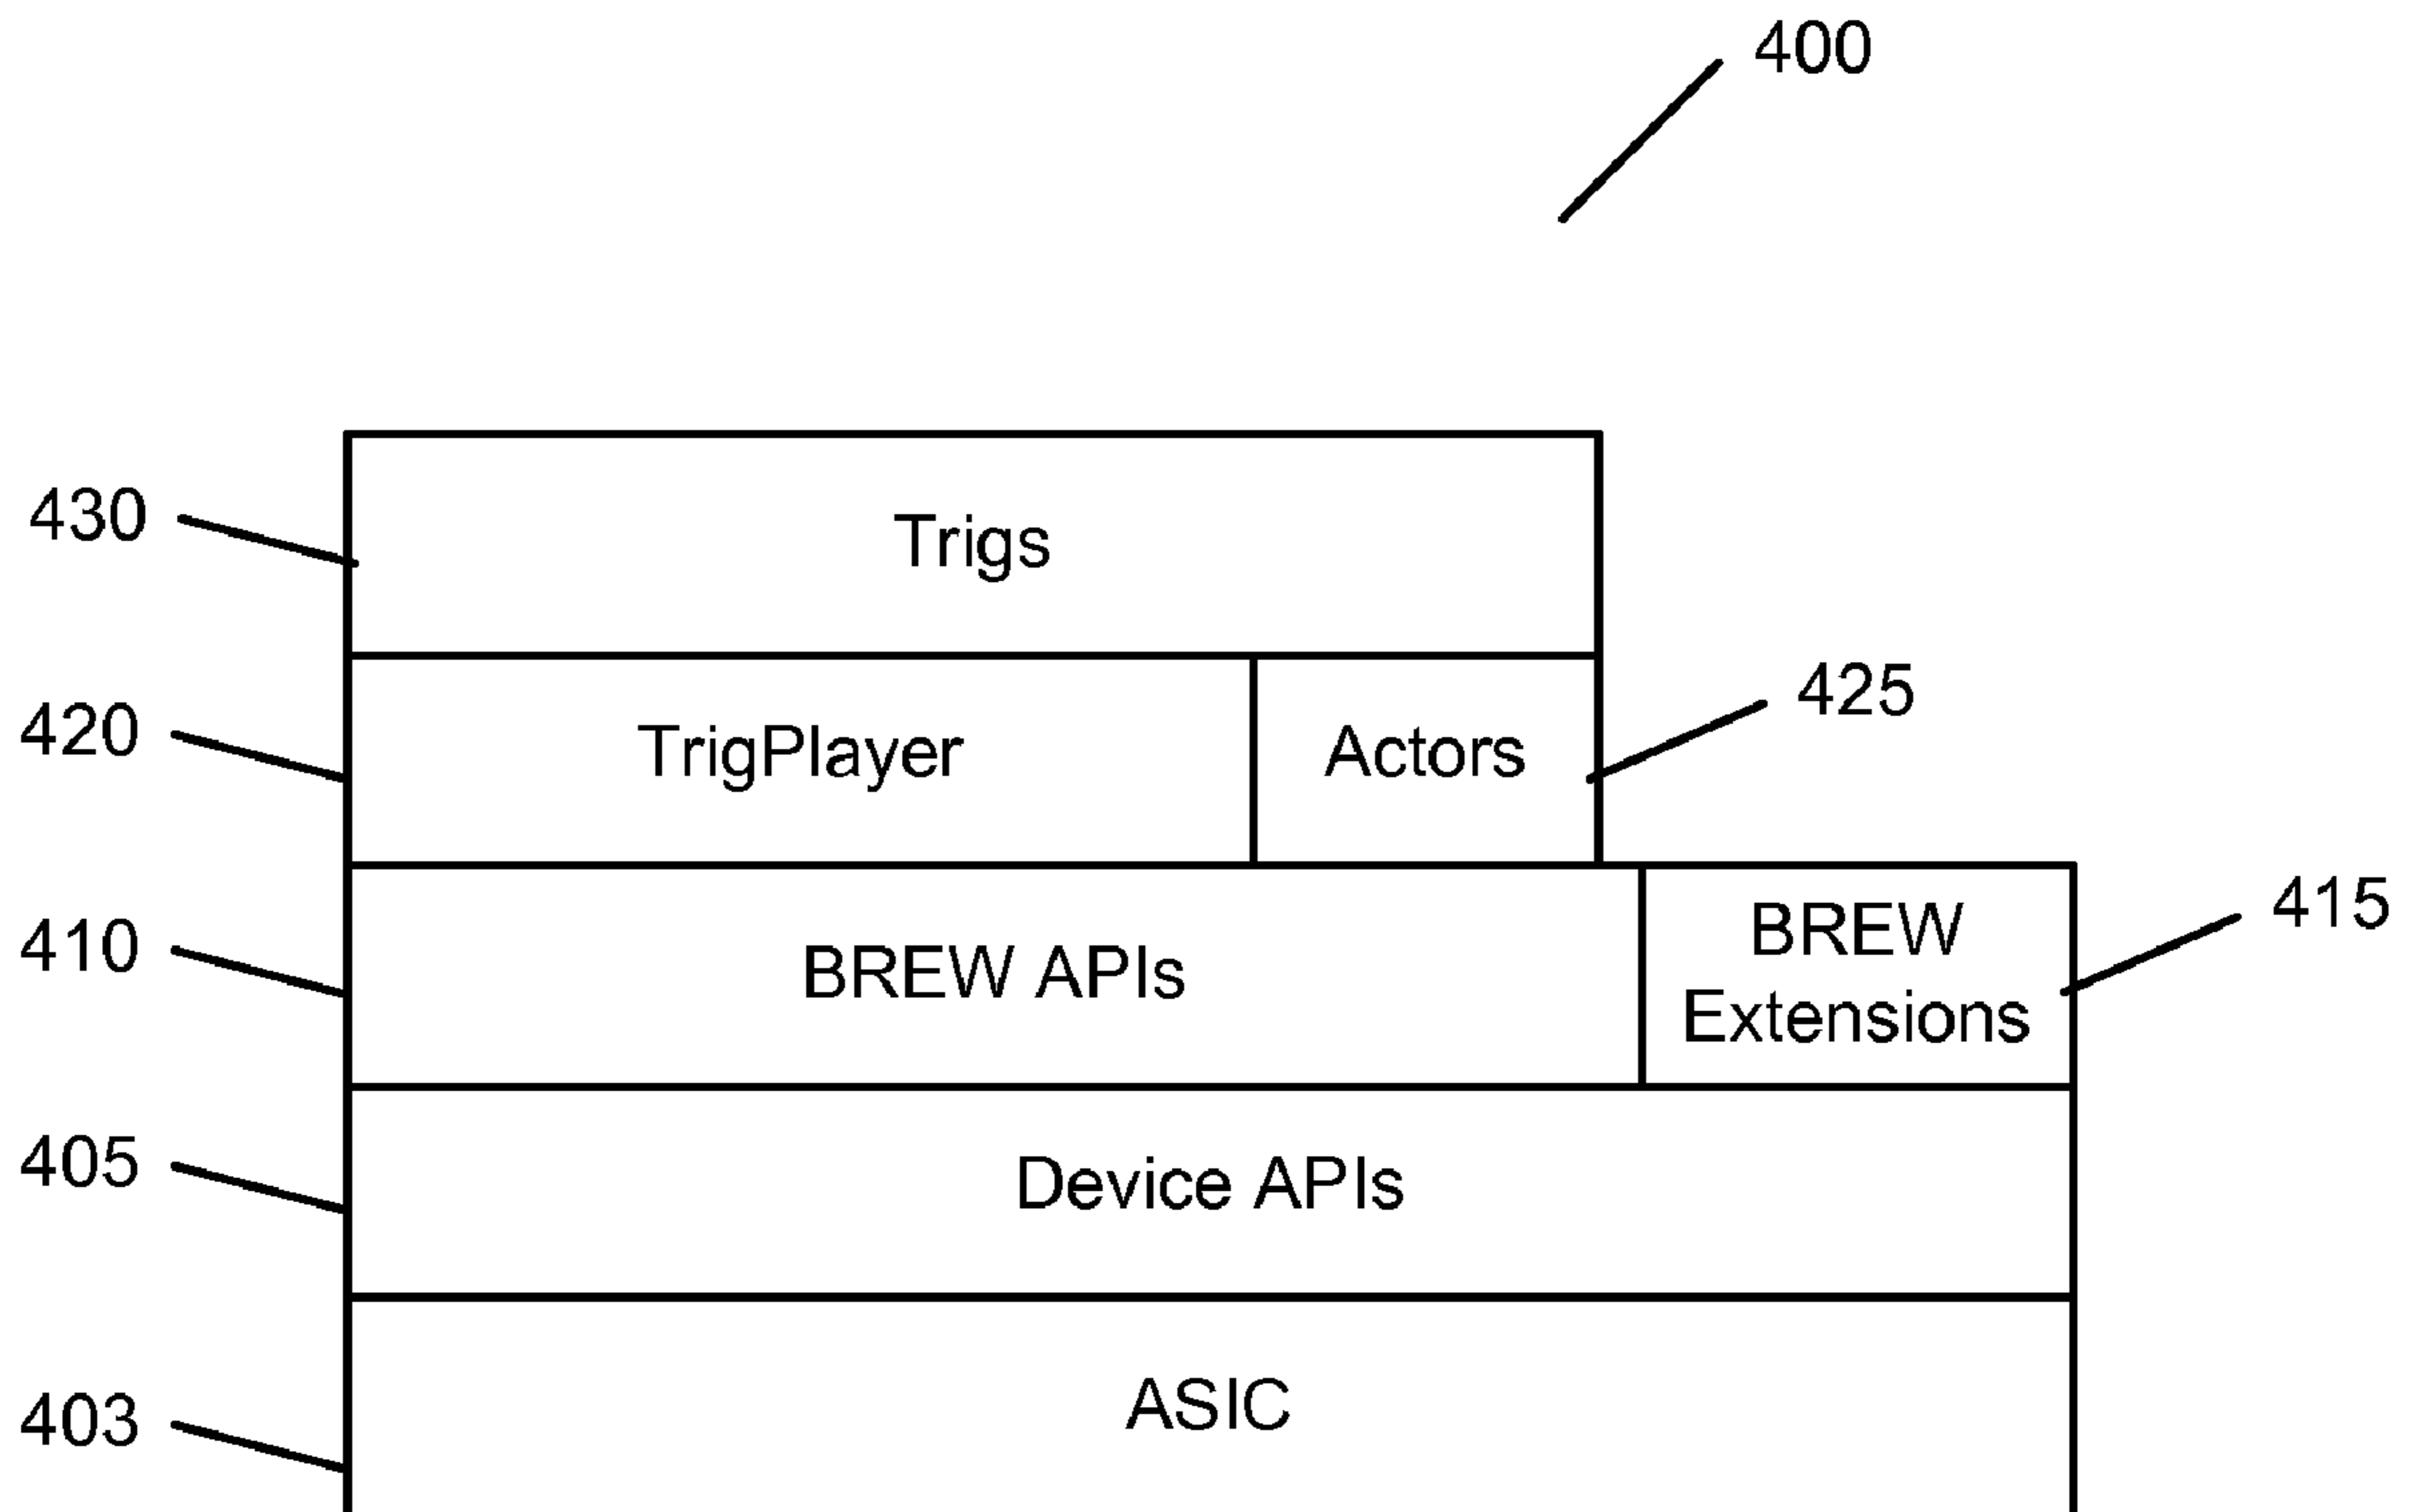 400
430
Trigs
420
TrigPlayer
Actors
425
410
BREW APIs
BREW
Extensions
415
405
Device APIs
403
ASIC